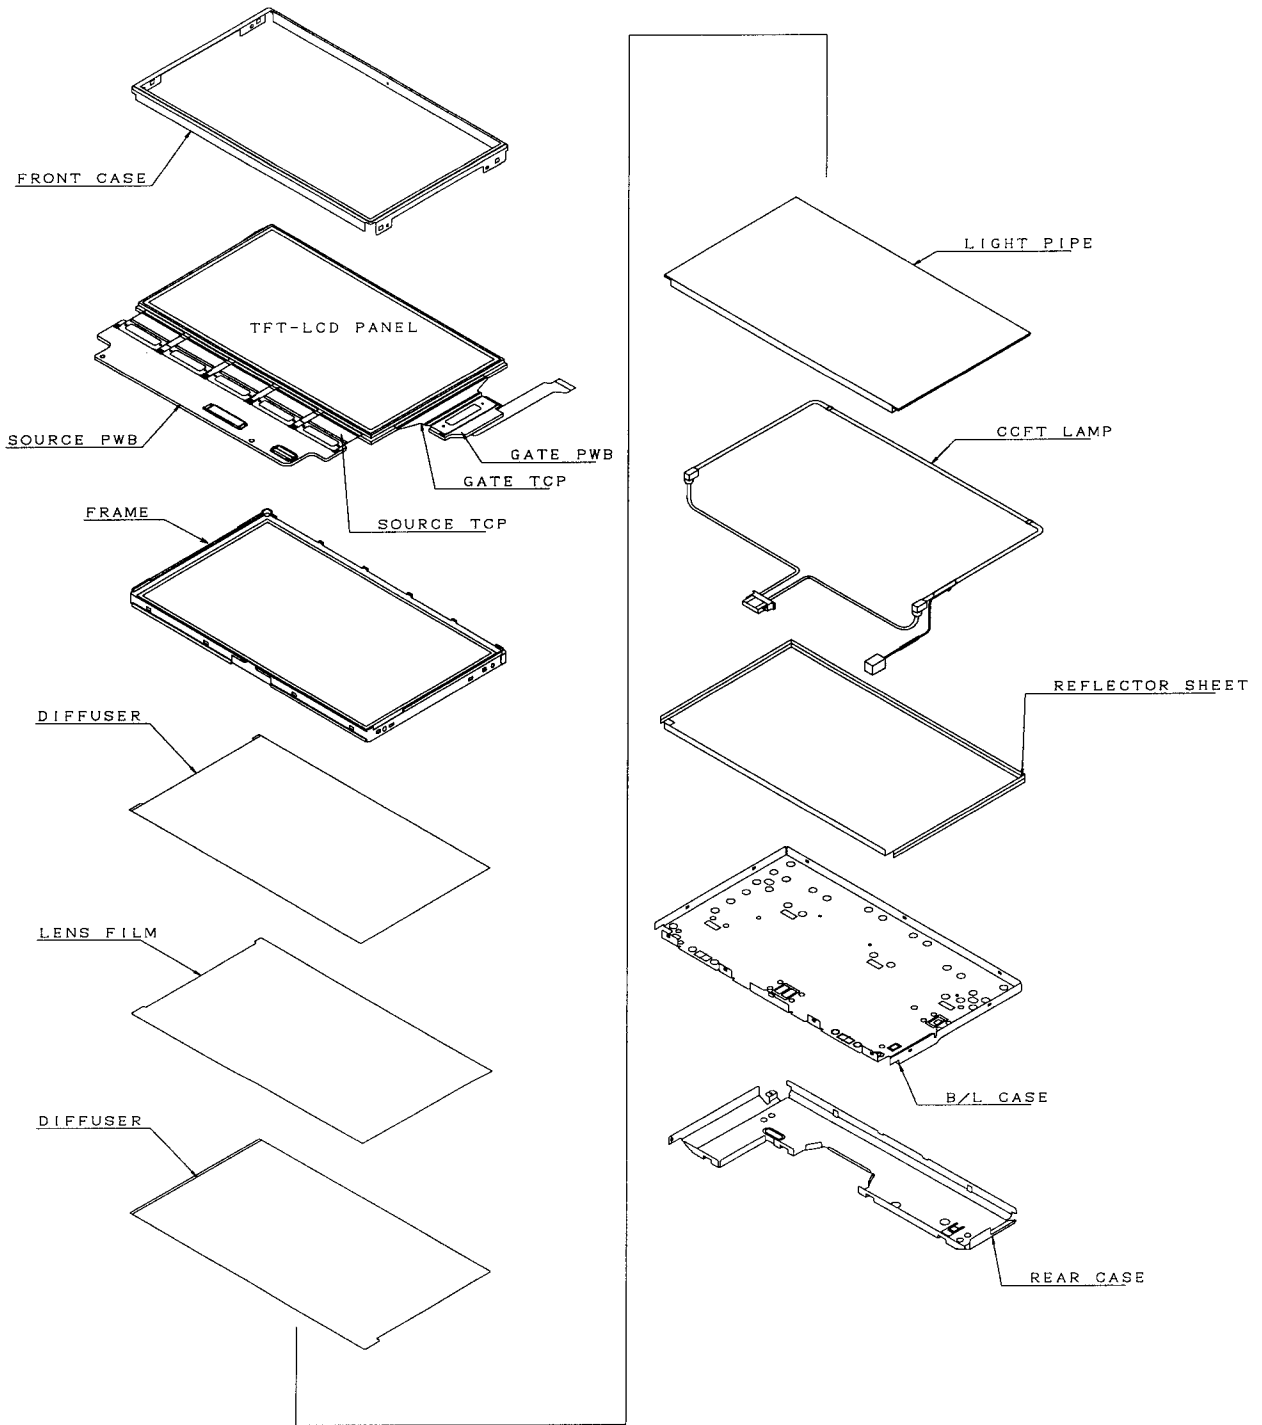 FRONT CASE
TFT-LCD PANEL
SOURCE PWB
GATE PWB
GATE TCP
SOURCE TCP
FRAME
DIFFUSER
LENS FILM
DIFFUSER
LIGHT PIPE
CCFT LAMP
REFLECTOR SHEET
B/L CASE
REAR CASE